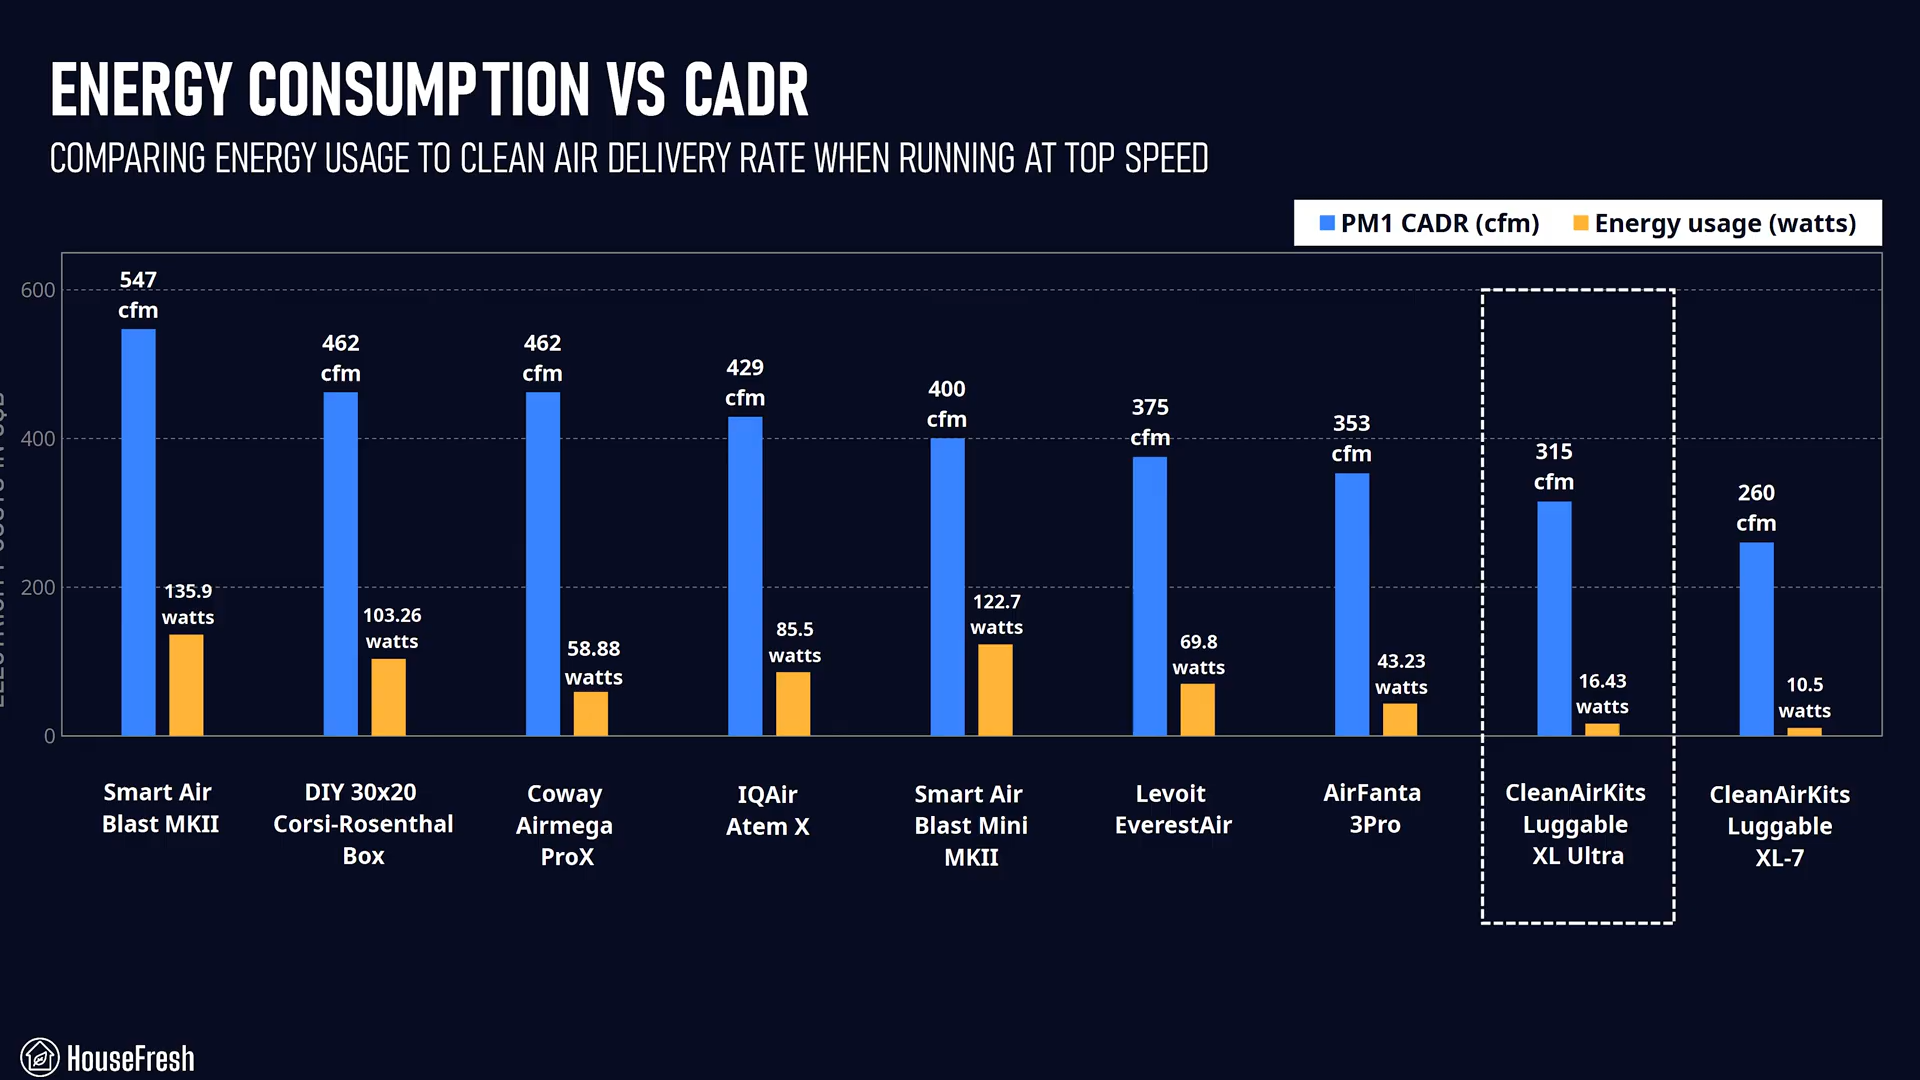 ENERGY CONSUMPTION VS CADR
COMPARING ENERGY USAGE TO CLEAN AIR DELIVERY RATE WHEN RUNNING AT TOP SPEED
PM1 CADR (cfm) Energy usage (watts)
600
400
200
0
547
cfm
135.9
watts
462
cfm
103.26
watts
462
cfm
58.88
watts
429
cfm
85.5
watts
400
cfm
122.7
watts
375
cfm
69.8
watts
353
cfm
43.23
watts
315
cfm
16.43
watts
260
cfm
10.5
watts
Smart Air
Blast MKII
DIY 30x20
Corsi-Rosenthal
Box
Coway
Airmega
ProX
IQAir
Atem X
Smart Air
Blast Mini
MKII
Levoit
EverestAir
AirFanta
3Pro
CleanAirKits
Luggable
XL Ultra
CleanAirKits
Luggable
XL-7
HouseFresh